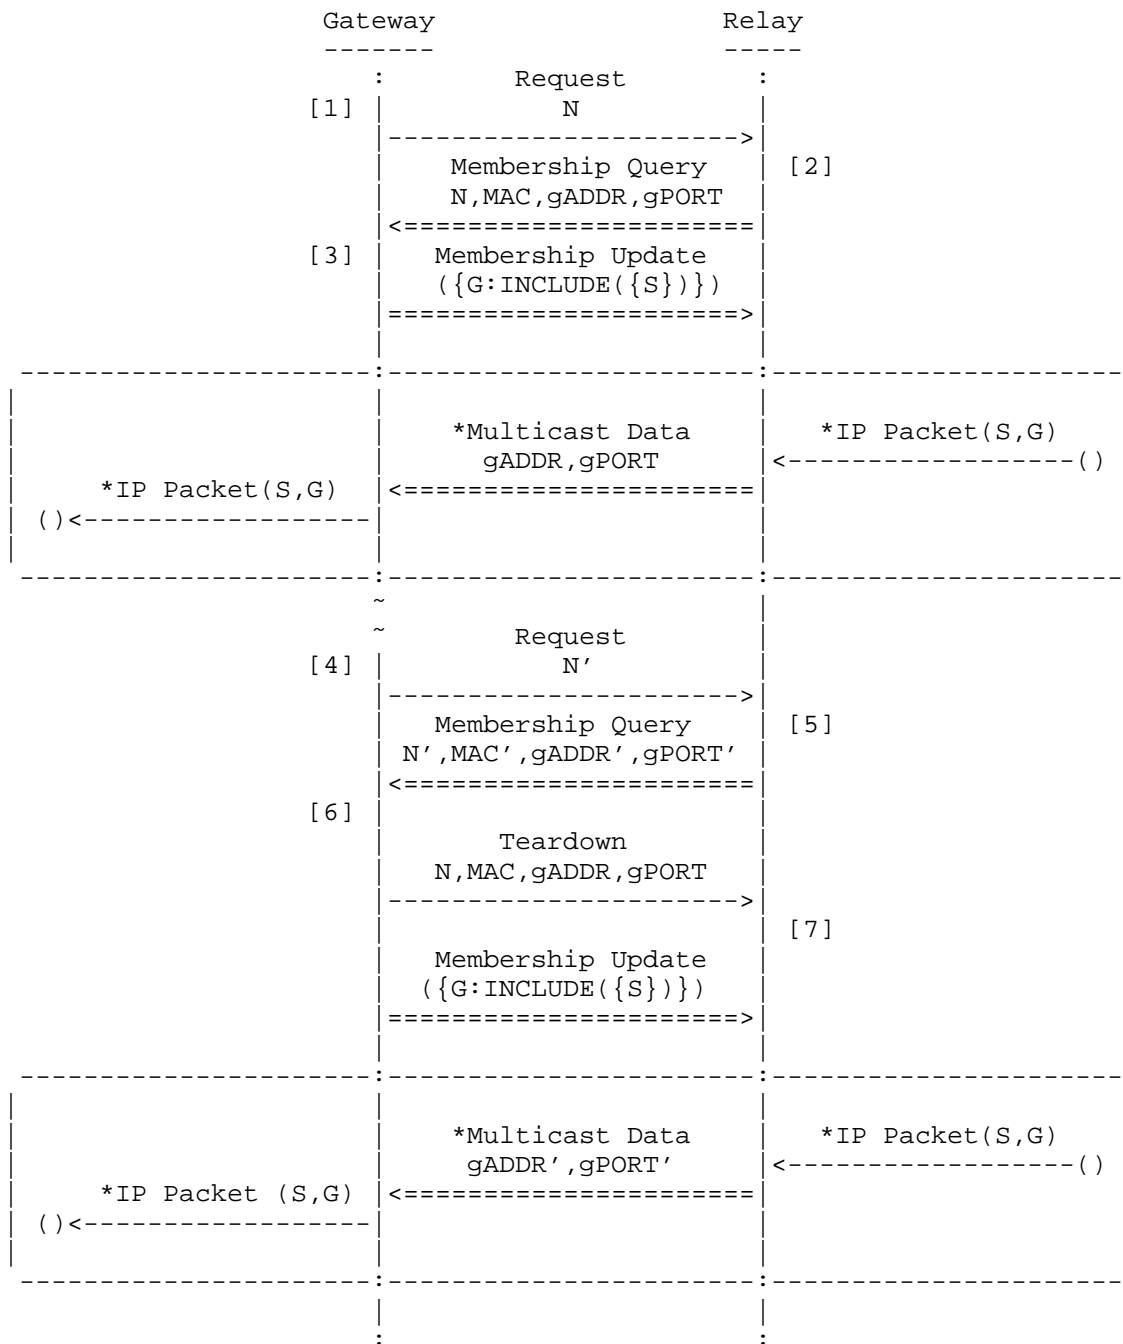 Gateway Relay
------- -----
: Request :
[1] | N |
|---------------------->|
| Membership Query | [2]
| N,MAC,gADDR,gPORT |
|<======================|
[3] | Membership Update |
| ({G:INCLUDE({S})}) |
|======================>|
| |
----------------------:-----------------------:----------------------
| | |
| | *Multicast Data | *IP Packet(S,G)
| | gADDR,gPORT |<------------------()
| *IP Packet(S,G) |<======================|
| ()<------------------| |
| | |
----------------------:-----------------------:----------------------
~ |
~ Request |
[4] | N’ |
|---------------------->|
| Membership Query | [5]
| N’,MAC’,gADDR’,gPORT’ |
|<======================|
[6] | |
| Teardown |
| N,MAC,gADDR,gPORT |
|---------------------->|
| | [7]
| Membership Update |
| ({G:INCLUDE({S})}) |
|======================>|
| |
----------------------:-----------------------:----------------------
| | |
| | *Multicast Data | *IP Packet(S,G)
| | gADDR’,gPORT’ |<------------------()
| *IP Packet (S,G) |<======================|
| ()<------------------| |
| | |
----------------------:-----------------------:----------------------
| |
: :